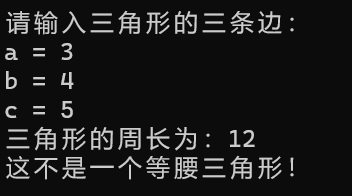 请输入三角形的三条边：
a = 3
b = 4
c = 5
三角形的周长为：12
这不是一个等腰三角形！